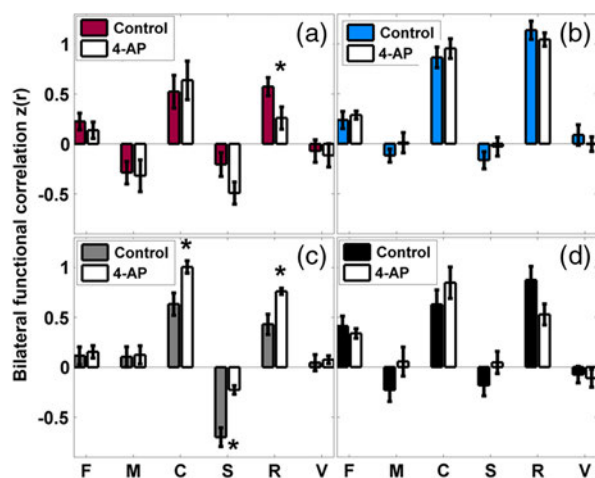 Bilateral functional correlation z(r)
1
0.5
0
-0.5
Control
4-AP
(a)
*
Control
4-AP
(b)
1
0.5
0
-0.5
Control
4-AP
(c)
*
*
*
Control
4-AP
(d)
F M C S R V
F M C S R V